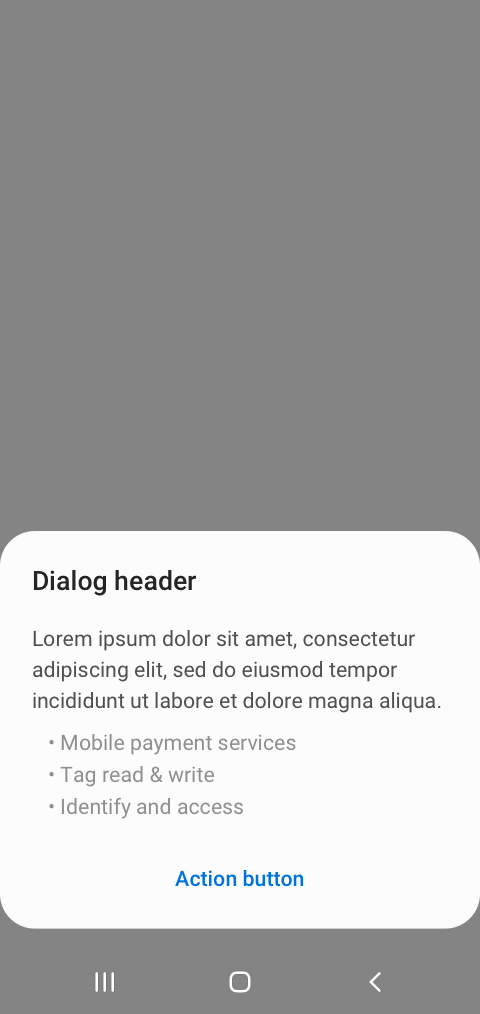 Dialog header
Lorem ipsum dolor sit amet, consectetur
adipiscing elit, sed do eiusmod tempor
incididunt ut labore et dolore magna aliqua.
• Mobile payment services
• Tag read & write
• Identify and access
Action button